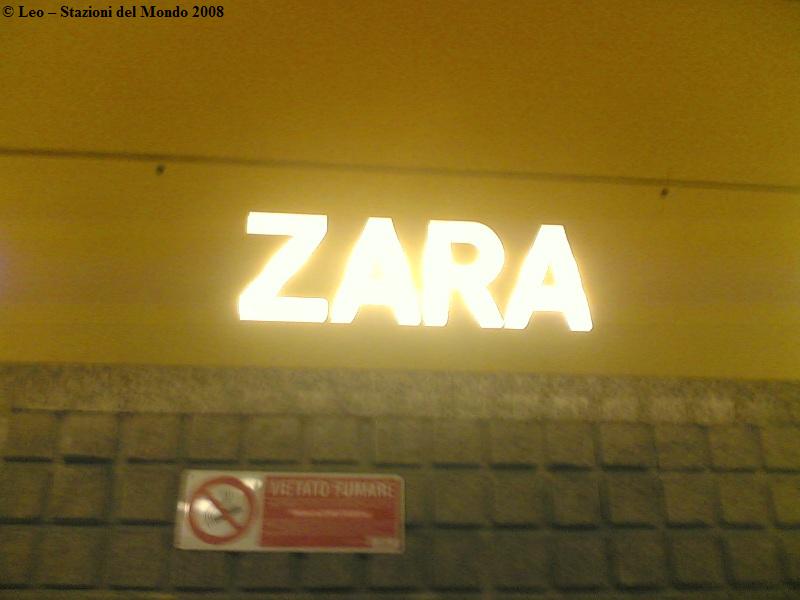 © Leo – Stazioni del Mondo 2008
ZARA
VIETATO FUMARE